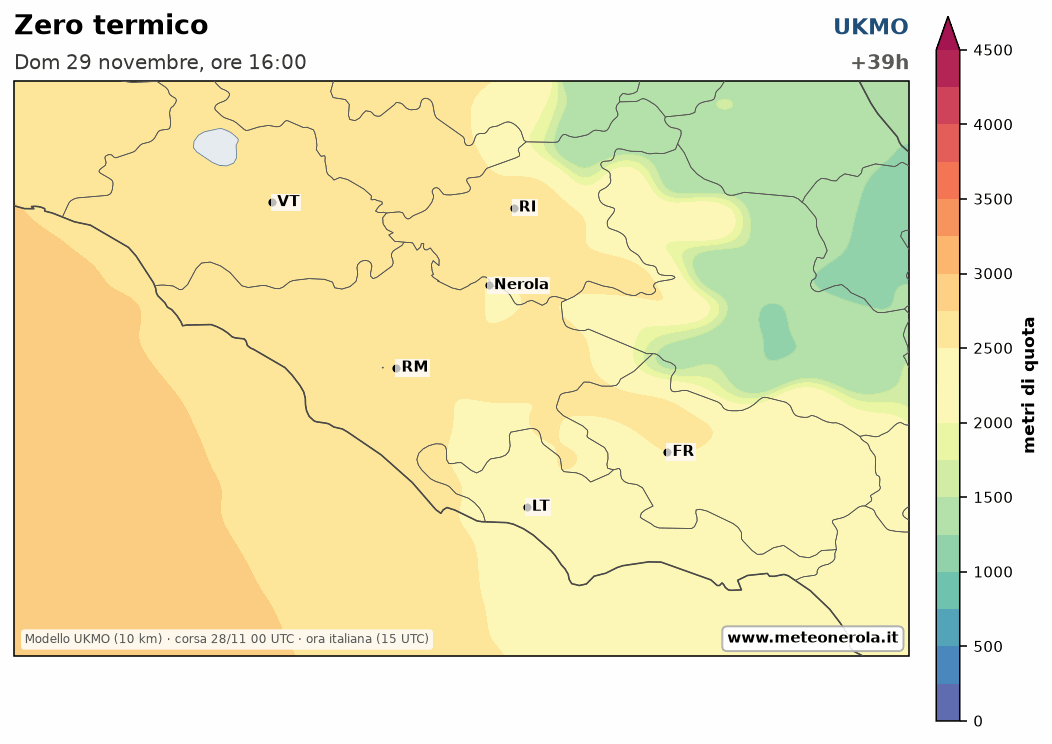 Zero termico
UKMO
Dom 29 novembre, ore 16:00
+39h
VT
RI
Nerola
RM
FR
LT
Modello UKMO (10 km) · corsa 28/11 00 UTC · ora italiana (15 UTC)
www.meteonerola.it
4500
4000
3500
3000
2500
2000
1500
1000
500
0
metri di quota